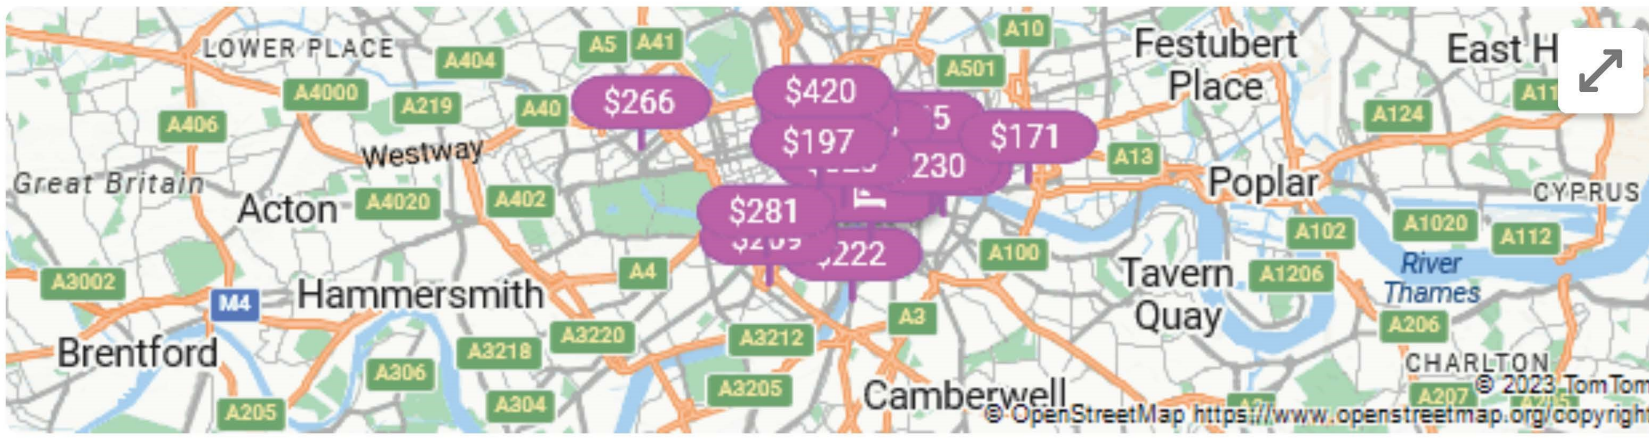 LOWER PLACE
A404
A5
A41
A10
Festubert
Place
East H
A501
A4000
A219
A40
$266
$420
5
$171
A124
A11
A406
Westway
$197
230
A13
Great Britain
Acton
A4020
A402
Poplar
CYPRUS
$281
A102
A1020
A112
$222
A100
A3002
M4
Hammersmith
A4
Tavern
Quay
A1206
River
Thames
Brentford
A3220
A3218
A3212
A3
A206
A306
A3205
CHARLTON
A205
A304
Camberwell
A207
© 2023 TomTom
© OpenStreetMap https://www.openstreetmap.org/copyright